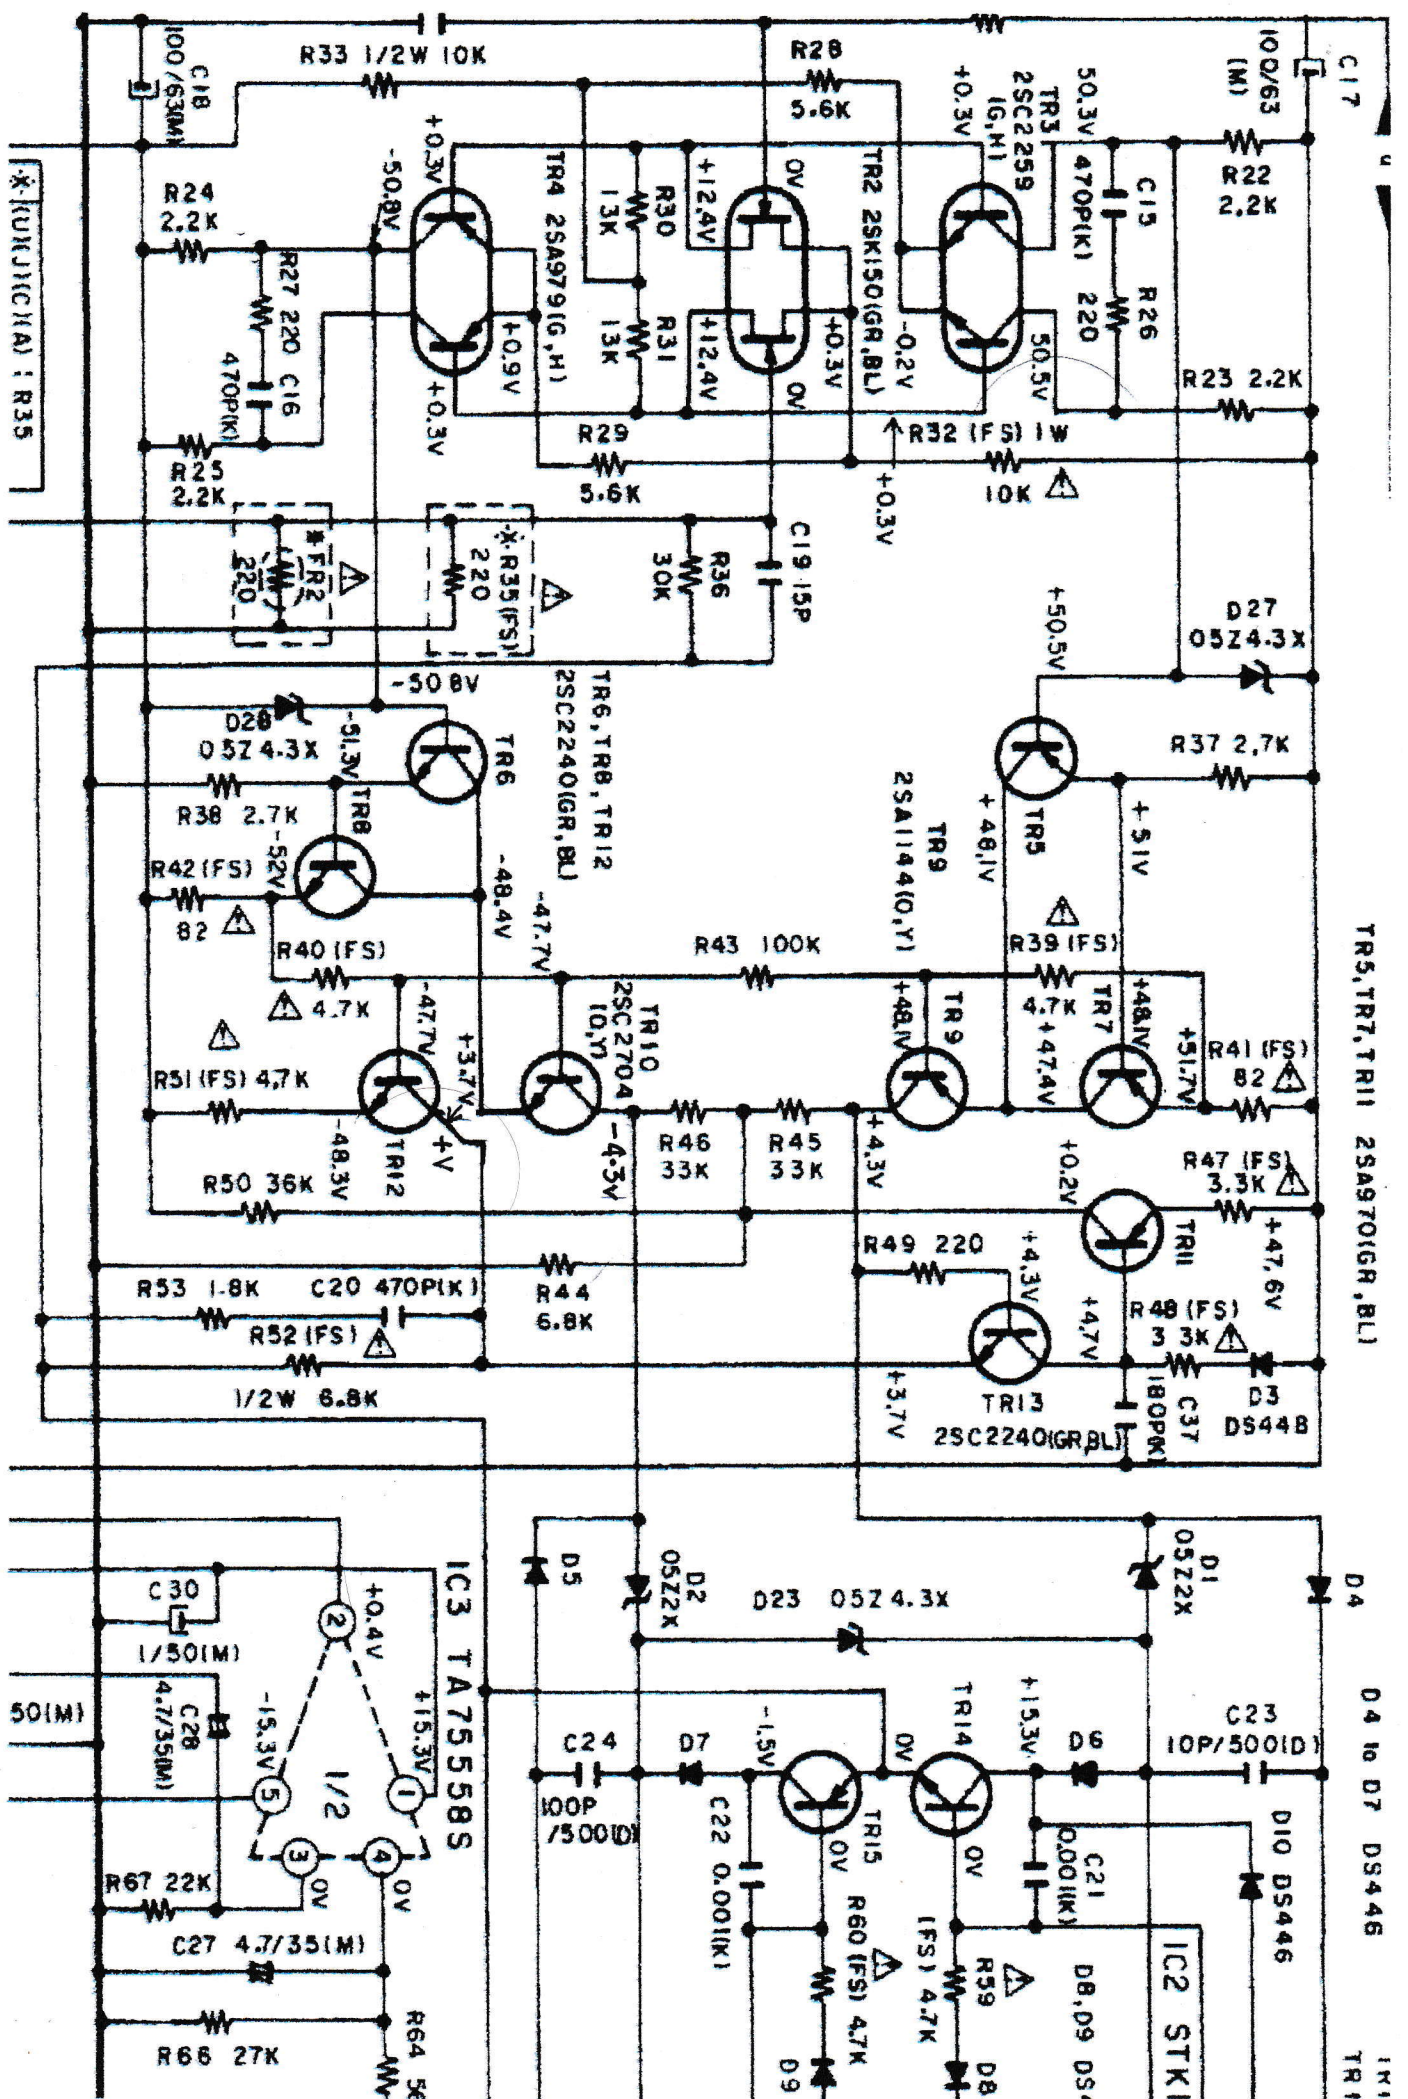 R33 1/2W 10K
R28
5.6K
C18
100/63(M)
C17
100/63
(M)
TR3
2SC2259
(G,H)
+0.3V
50.3V
470P(K)
C15
R22
2.2K
R24
2.2K
+0.3V
-50.8V
TR4 2SA979(G,H)
R30
13K
+12.4V
0V
TR2 2SK150(GR,BL)
R26
220
R27 220
C16
470P(K)
R31
13K
+0.9V
+0.3V
+12.4V
0V
+0.3V
-0.2V
50.5V
R23 2.2K
R25
2.2K
R29
5.6K
R32 (FS) 1W
10K
+0.3V
※(U)(J)(C)(A) : R35
*FR2
220
※R35(FS)
220
R36
30K
C19 15P
+50.5V
D27
05Z4.3X
-50.8V
D28
05Z4.3X
-51.3V
TR6
TR6,TR8,TR12
2SC2240(GR,BL)
TR5
R37 2.7K
R38 2.7K
TR8
-52V
R42(FS)
82
-48.4V
-47.7V
TR9
2SA1144(O,Y)
+48.1V
+51V
R40(FS)
4.7K
R43 100K
R39(FS)
4.7K
TR5,TR7,TR11 2SA970(GR,BL)
-47.7V
+3.7V
TR10
2SC2704
(O,Y)
+48.1V
TR9
+47.4V
TR7
+48.1V
+51.7V
R41(FS)
82
R51(FS) 4.7K
-48.3V
TR12
+V
-4.3V
R46
33K
R45
33K
+4.3V
+0.2V
R47 (FS)
3.3K
R50 36K
TR11
+47.6V
R49 220
+4.3V
R53 1.8K
C20 470P(K)
R44
6.8K
R48(FS)
3.3K
+4.7V
R52(FS)
1/2W 6.8K
+3.7V
TR13
2SC2240(GR,BL)
180P(K)
C37
D3
DS448
IC3 TA75558S
D5
D2
05Z2X
D23 05Z4.3X
D1
05Z2X
D4
C30
1/50(M)
2
+0.4V
50(M)
C28
4.7/35(M)
-15.3V
+15.3V
5
1/2
1
3
4
0V
0V
C24
100P
/500(D)
D7
-1.5V
TR14
0V
+15.3V
D6
C23
10P/500(D)
D4 to D7 DS446
C22 0.001(K)
TR15
0V
0V
C21
0.001(K)
D10 DS446
R67 22K
C27 4.7/35(M)
R60(FS) 4.7K
R59
(FS) 4.7K
IC2 STK
D8,D9 DS4
R66 27K
R64 56
D9
D8
TR1